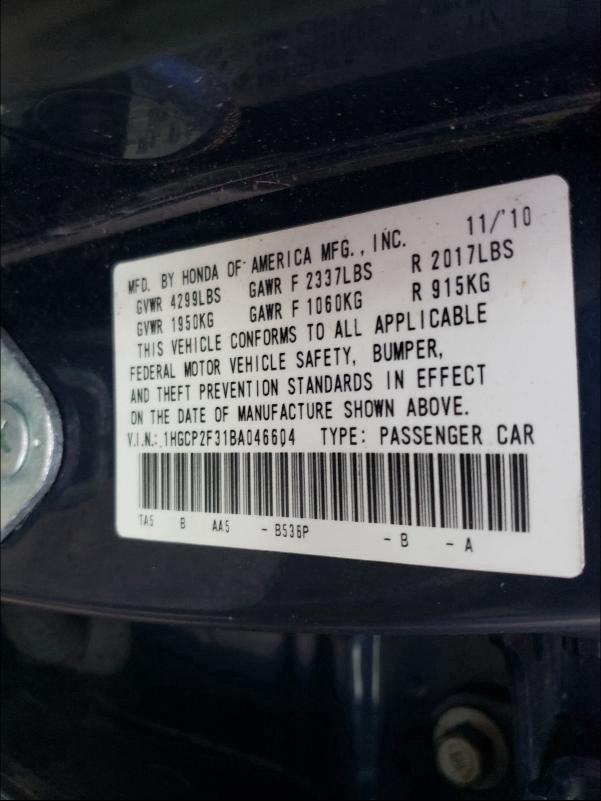 MFD. BY HONDA OF AMERICA MFG., INC. 11/'10
GVWR 4299LBS GAWR F 2337LBS R 2017LBS
GVWR 1950KG GAWR F 1060KG R 915KG
THIS VEHICLE CONFORMS TO ALL APPLICABLE
FEDERAL MOTOR VEHICLE SAFETY, BUMPER,
AND THEFT PREVENTION STANDARDS IN EFFECT
ON THE DATE OF MANUFACTURE SHOWN ABOVE.
V.I.N.: 1HGCP2F31BA046604 TYPE: PASSENGER CAR
TA5 B AA5 - B536P - B - A